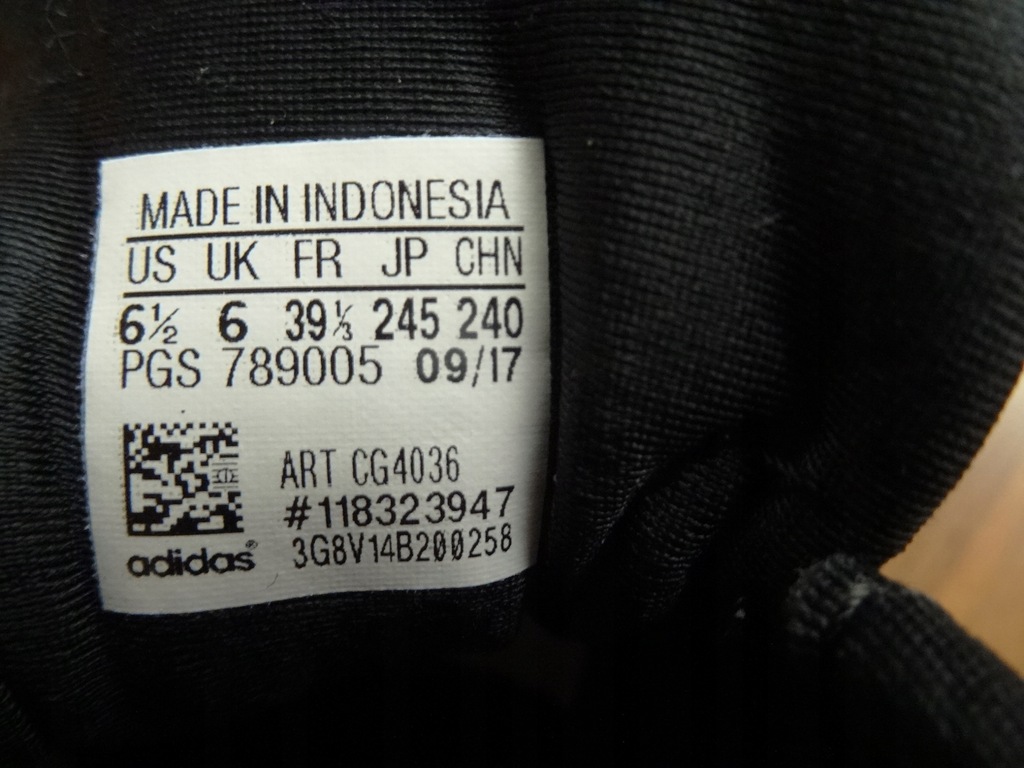 MADE IN INDONESIA
US UK FR JP CHN
6½ 6 39⅓ 245 240
PGS 789005 09/17
ART CG4036
#118323947
adidas® 3G8V14B200258